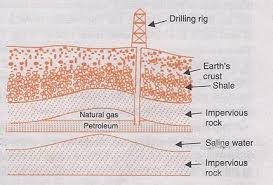 Drilling rig
Earth's
crust
Shale
Natural gas
Impervious
rock
Petroleum
Saline water
Impervious
rock